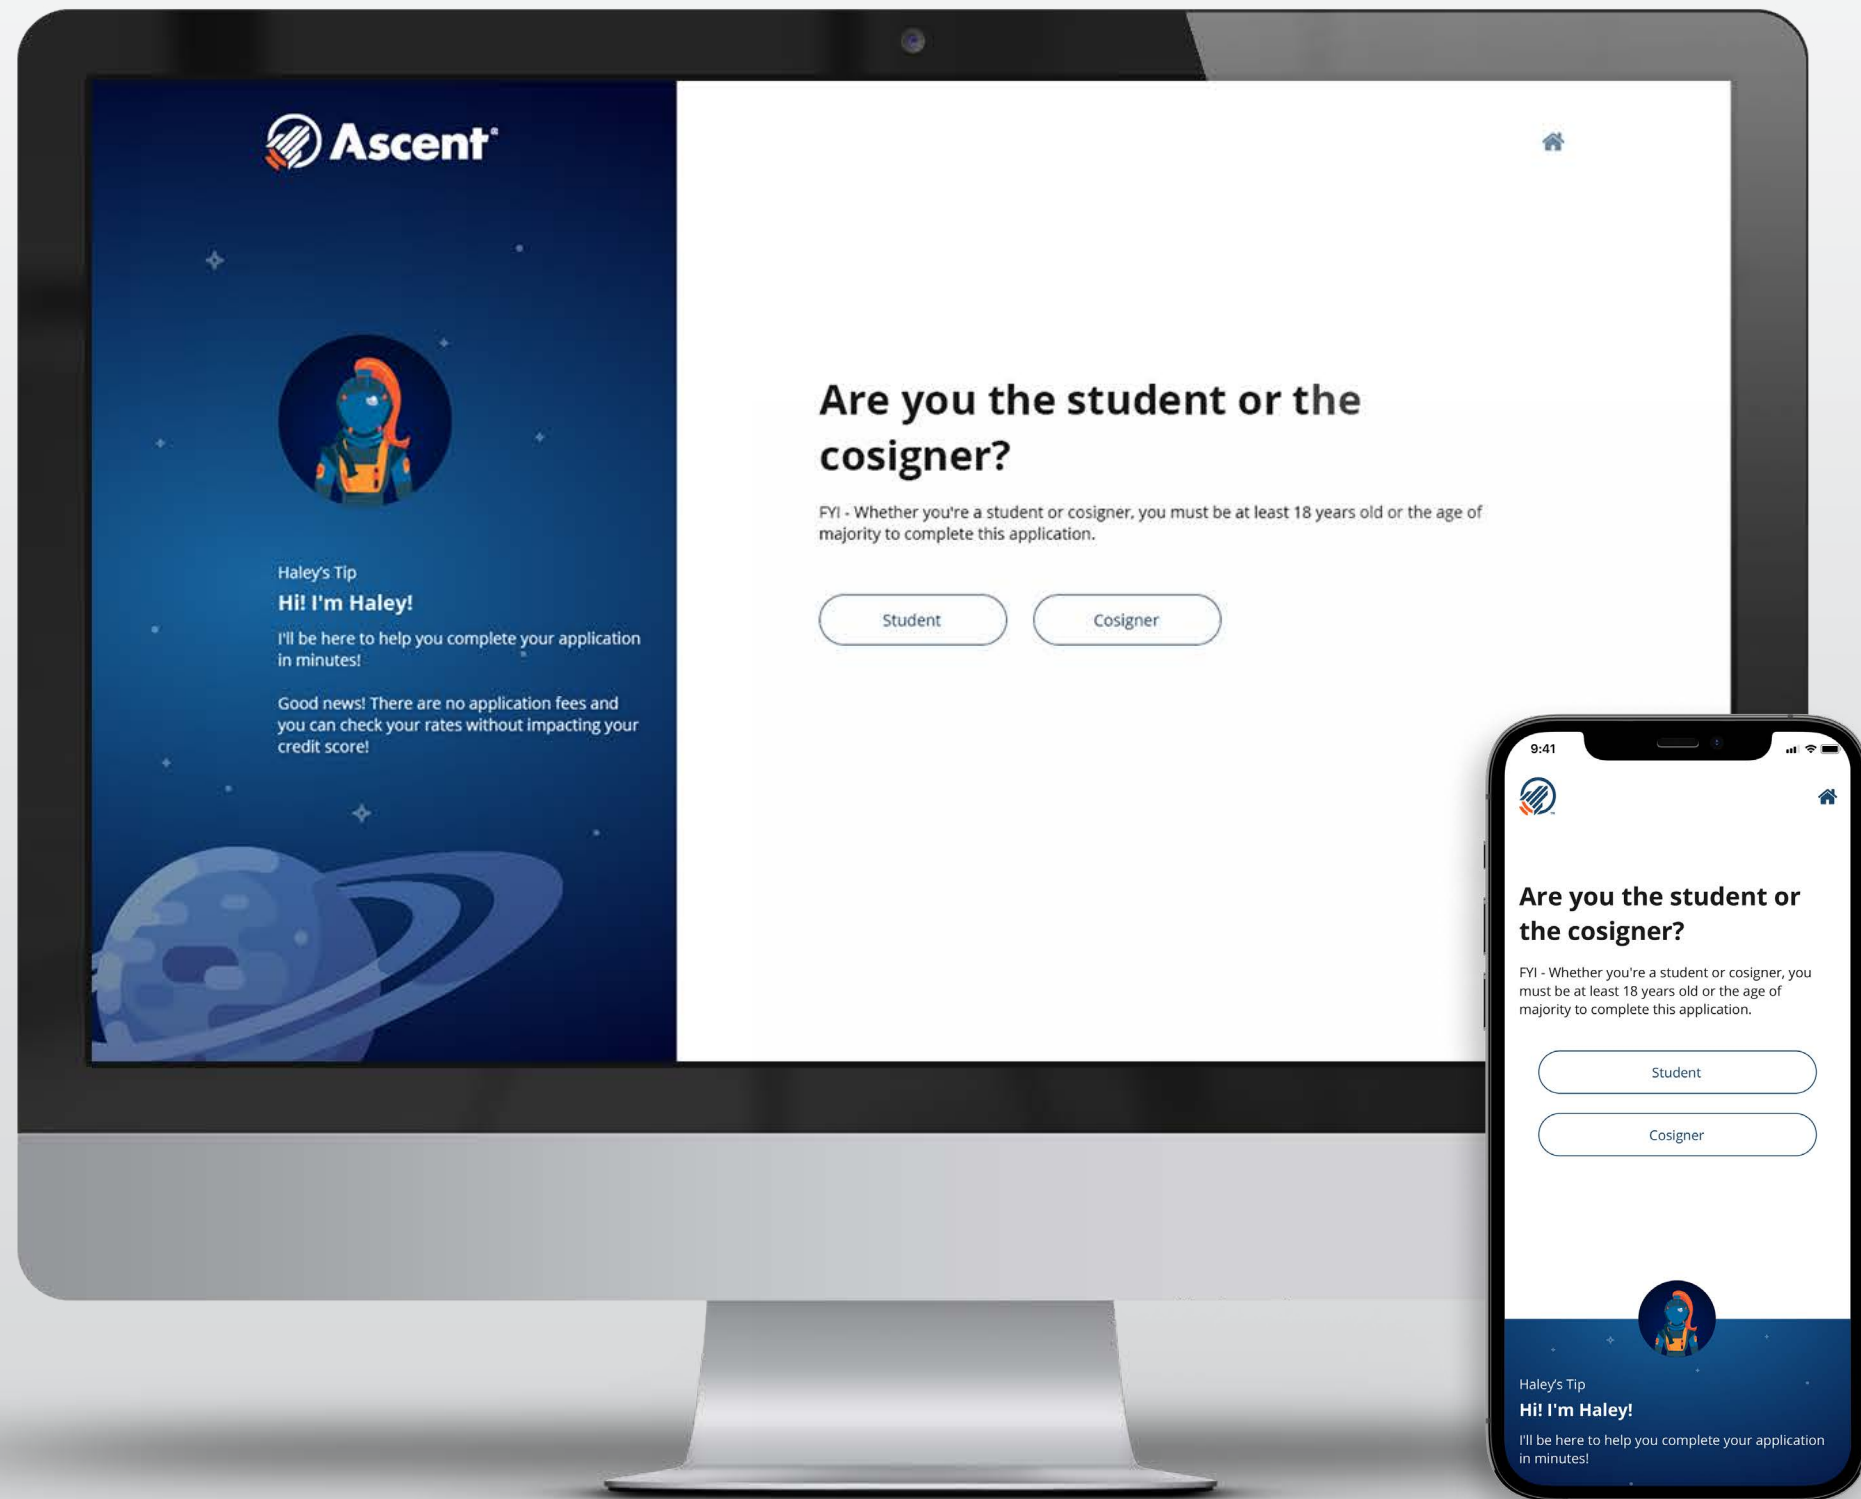 Ascent®
Haley's Tip
Hi! I'm Haley!
I'll be here to help you complete your application
in minutes!
Good news! There are no application fees and
you can check your rates without impacting your
credit score!
Are you the student or the
cosigner?
FYI - Whether you're a student or cosigner, you must be at least 18 years old or the age of
majority to complete this application.
Student
Cosigner
9:41
Are you the student or
the cosigner?
FYI - Whether you're a student or cosigner, you
must be at least 18 years old or the age of
majority to complete this application.
Student
Cosigner
Haley's Tip
Hi! I'm Haley!
I'll be here to help you complete your application
in minutes!